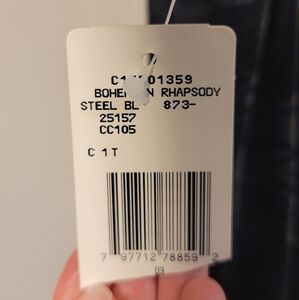 RHAPSODY
STEEL 873-
25157
CC105
C 1T
7 97712 78859 2
03